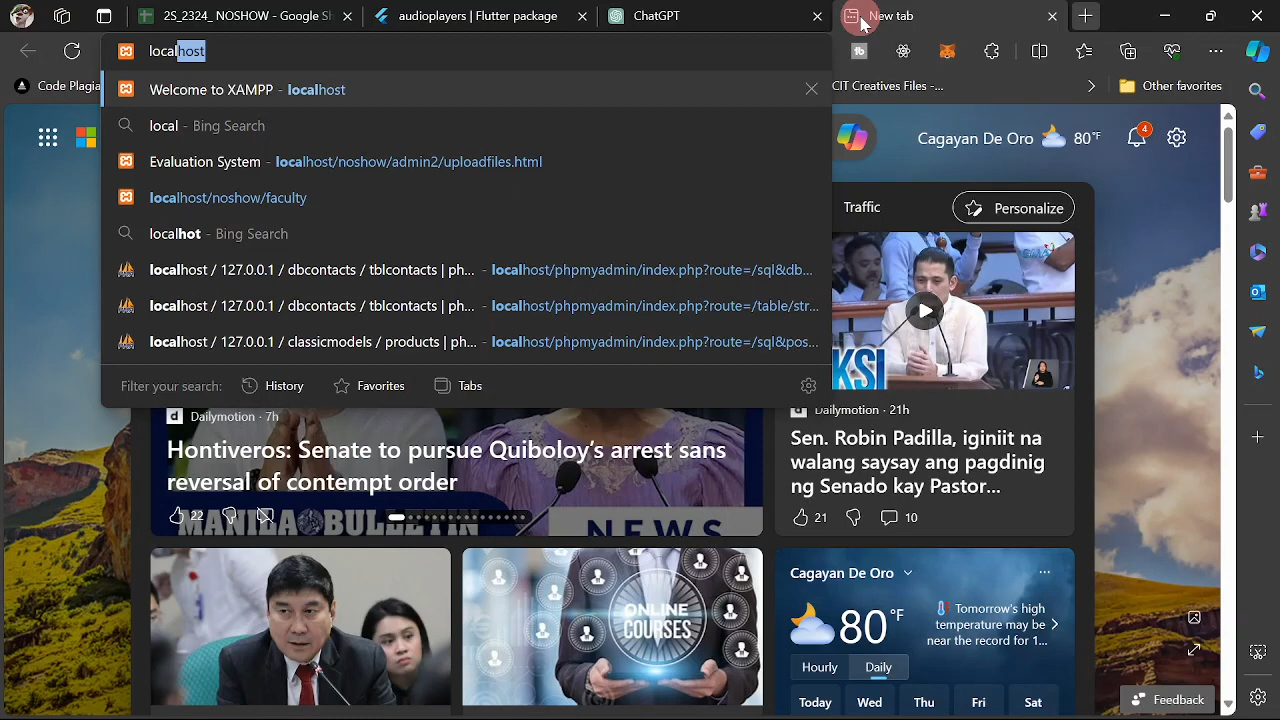 25_2324_ NOSHOW - Google S
audioplayers | Flutter package
ChatGPT
New tab
localhost
Code Plagia
CIT Creatives Files -...
Other favorites
Welcome to XAMPP - localhost
local - Bing Search
Evaluation System - localhost/noshow/admin2/uploadfiles.html
localhost/noshow/faculty
localhot - Bing Search
localhost / 127.0.0.1 / dbcontacts / tblcontacts | ph... - localhost/phpmyadmin/index.php?route=/sql&db...
localhost / 127.0.0.1 / dbcontacts / tblcontacts | ph... - localhost/phpmyadmin/index.php?route=/table/str...
localhost / 127.0.0.1 / classicmodels / products | ph... - localhost/phpmyadmin/index.php?route=/sql&pos...
Filter your search: History Favorites Tabs
Cagayan De Oro 80°F
4
Traffic
Personalize
KSI
Dailymotion · 7h
Hontiveros: Senate to pursue Quiboloy's arrest sans
reversal of contempt order
22
MANILA BULLETIN
NEWS
Dailymotion · 21h
Sen. Robin Padilla, iginiit na
walang saysay ang pagdinig
ng Senado kay Pastor...
21 10
ONLINE
COURSES
Cagayan De Oro
80 °F
Tomorrow's high
temperature may be
near the record for 1...
Hourly Daily
Today Wed Thu Fri Sat
Feedback